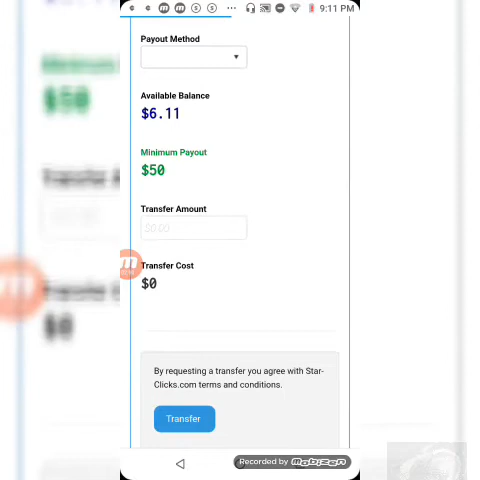 9:11 PM
Payout Method
Available Balance
$6.11
Minimum Payout
$50
Transfer Amount
$0.00
Transfer Cost
$0
By requesting a transfer you agree with Star-
Clicks.com terms and conditions.
Transfer
Recorded by mobizen